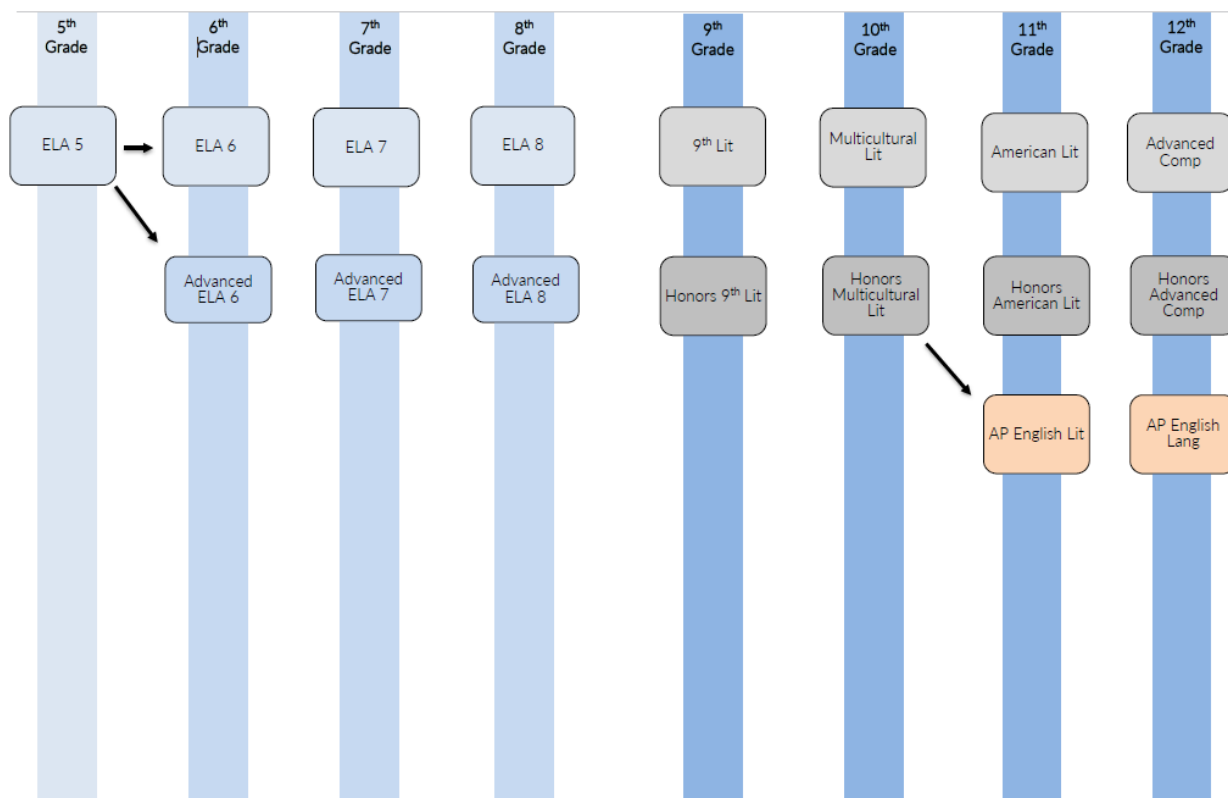 5th
Grade
6th
Grade
7th
Grade
8th
Grade
9th
Grade
10th
Grade
11th
Grade
12th
Grade
ELA 5
ELA 6
ELA 7
ELA 8
9th Lit
Multicultural
Lit
American Lit
Advanced
Comp
Advanced
ELA 6
Advanced
ELA 7
Advanced
ELA 8
Honors 9th Lit
Honors
Multicultural
Lit
Honors
American Lit
Honors
Advanced
Comp
AP English Lit
AP English
Lang